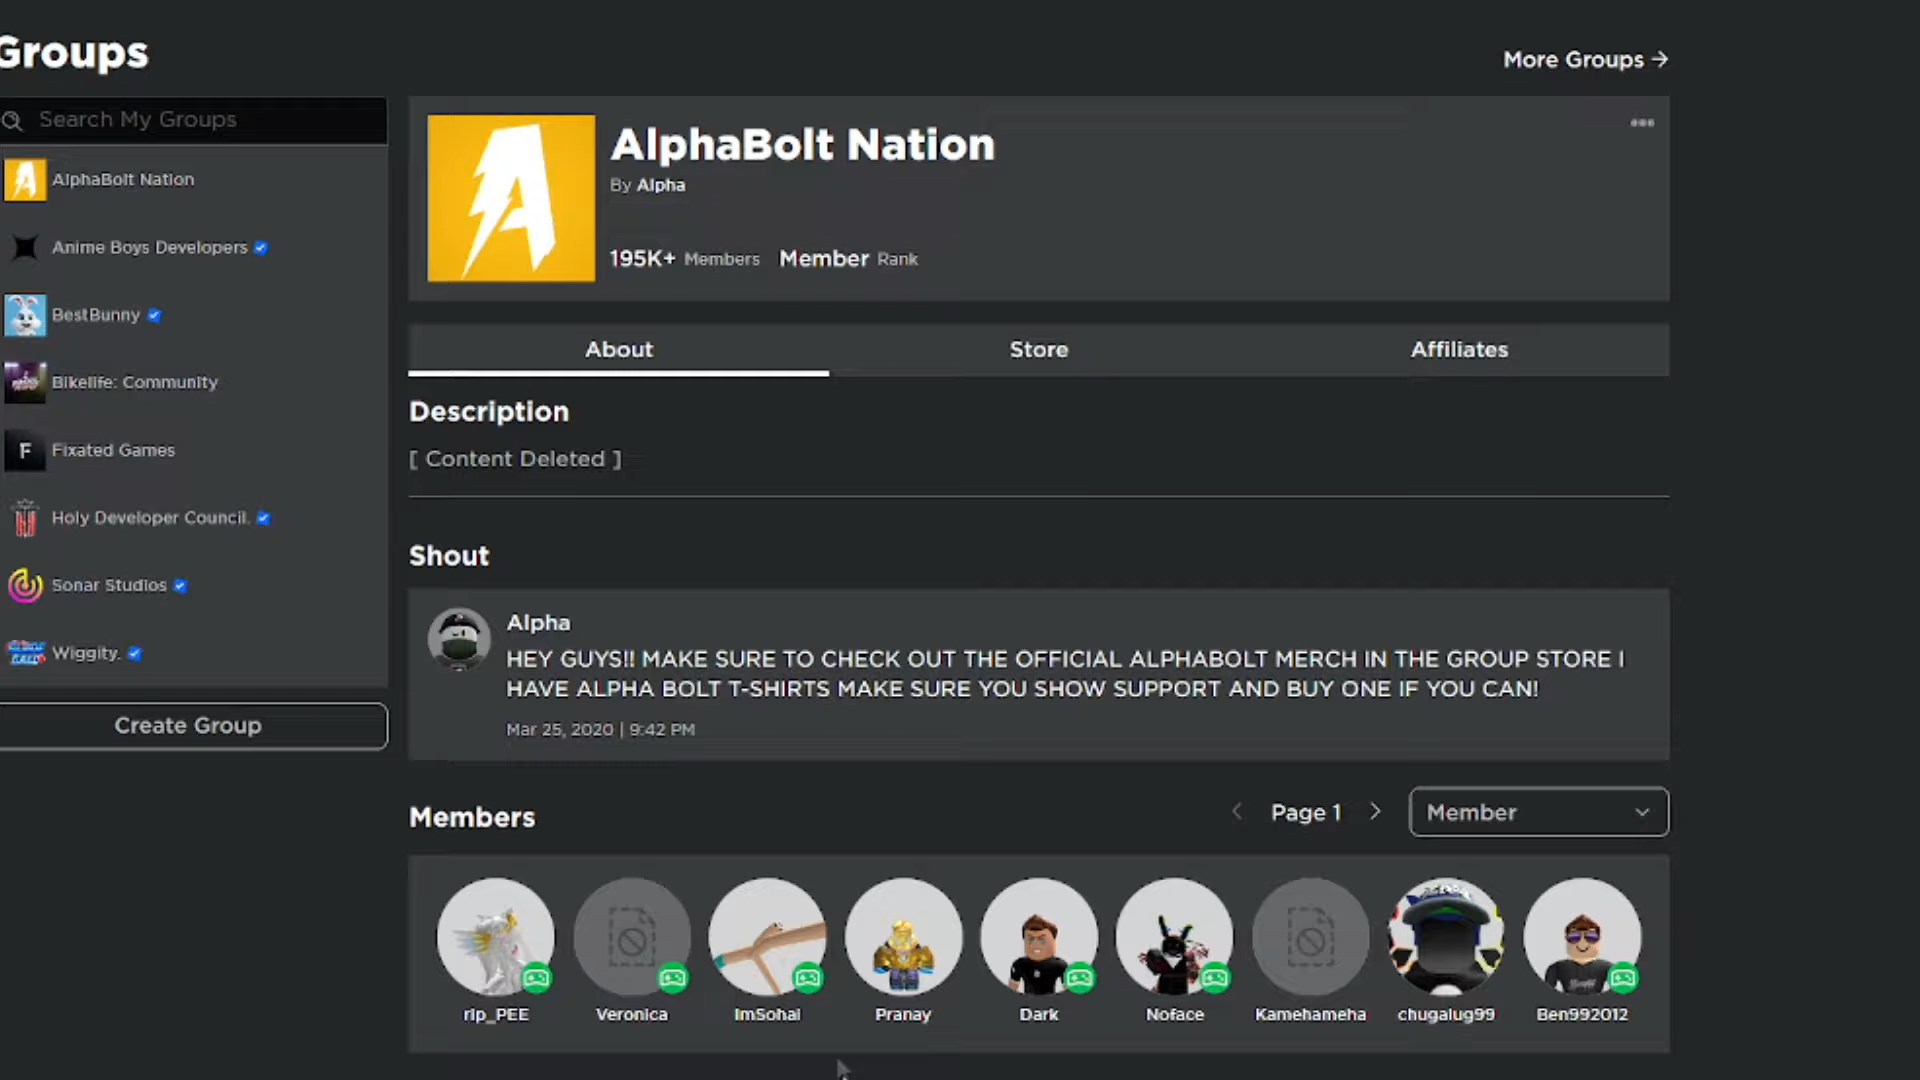 Groups
More Groups →
Search My Groups
AlphaBolt Nation
Anime Boys Developers
BestBunny
Bikelife: Community
F Fixated Games
Holy Developer Council.
Sonar Studios
Wiggity.
Create Group
A
AlphaBolt Nation
By Alpha
195K+ Members Member Rank
About Store Affiliates
Description
[ Content Deleted ]
Shout
Alpha
HEY GUYS!! MAKE SURE TO CHECK OUT THE OFFICIAL ALPHABOLT MERCH IN THE GROUP STORE I
HAVE ALPHA BOLT T-SHIRTS MAKE SURE YOU SHOW SUPPORT AND BUY ONE IF YOU CAN!
Mar 25, 2020 | 9:42 PM
Members
Page 1
Member
rip_PEE Veronica ImSohai Pranay Dark Noface Kamehameha chugalug99 Ben992012